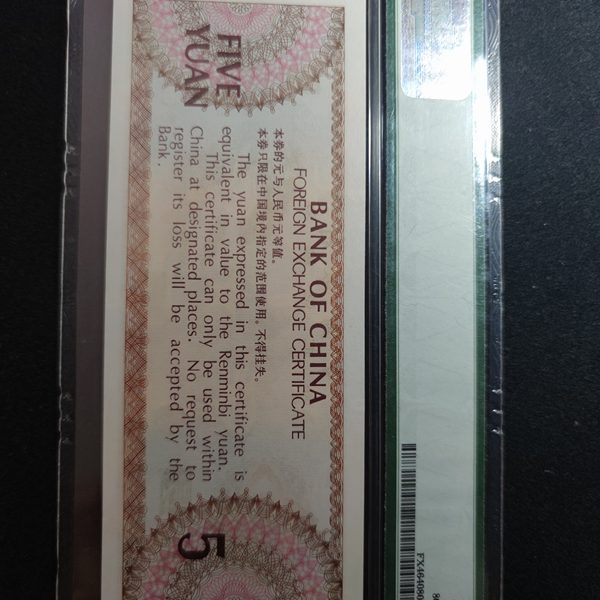 BANK OF CHINA
FOREIGN EXCHANGE CERTIFICATE
本券的元与人民币元等值。
本券只限在中国境内指定的范围使用。不得挂失。
The yuan expressed in this certificate is
equivalent in value to the Renminbi yuan.
This certificate can only be used within
China at designated places. No request to
register its loss will be accepted by the
Bank.
FIVE
YUAN
5